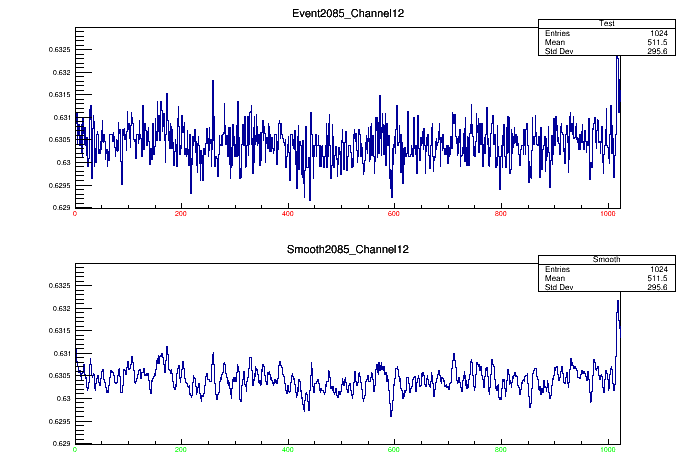 Event2085_Channel12
Test
Entries 1024
Mean 511.5
Std Dev 295.6
0.6325
0.632
0.6315
0.631
0.6305
0.63
0.6295
0.629
0 200 400 600 800 1000
Smooth2085_Channel12
Smooth
Entries 1024
Mean 511.5
Std Dev 295.6
0.6325
0.632
0.6315
0.631
0.6305
0.63
0.6295
0.629
0 200 400 600 800 1000